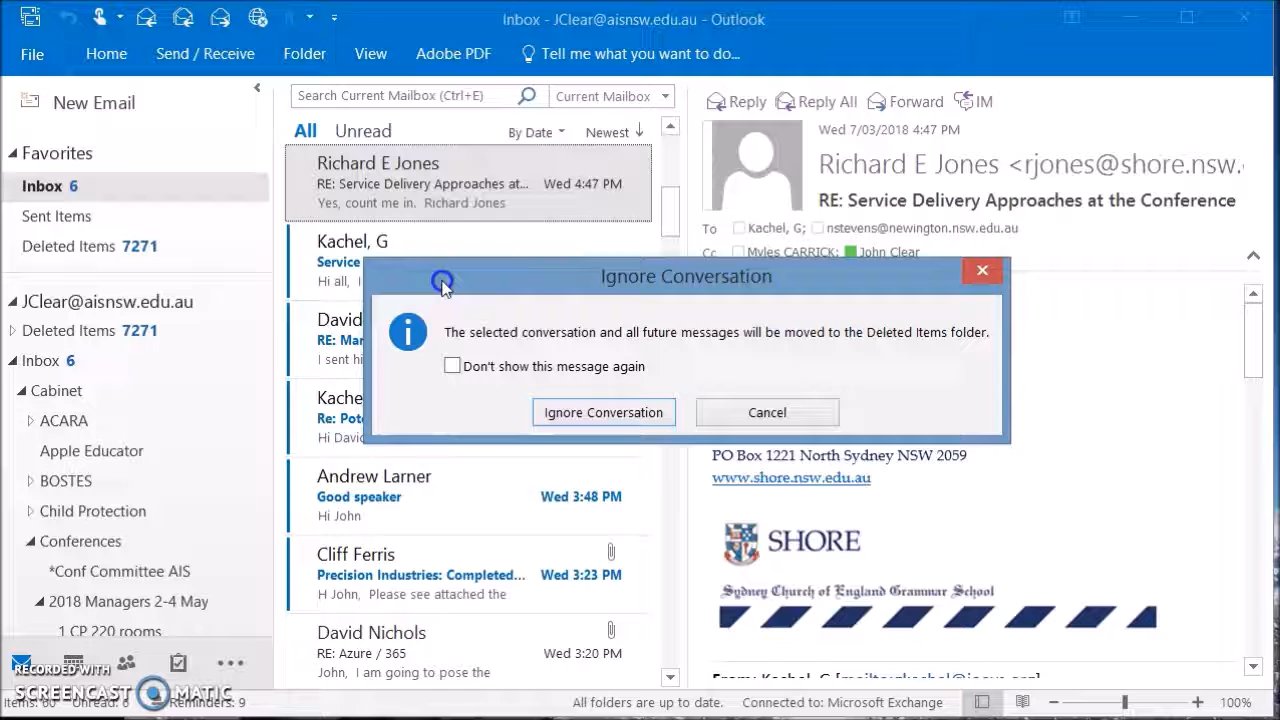 Inbox - JClear@aisnsw.edu.au - Outlook
File Home Send / Receive Folder View Adobe PDF Tell me what you want to do...
New Email
Favorites
Inbox 6
Sent Items
Deleted Items 7271
JClear@aisnsw.edu.au
Deleted Items 7271
Inbox 6
Cabinet
ACARA
Apple Educator
BOSTES
Child Protection
Conferences
*Conf Committee AIS
2018 Managers 2-4 May
1 CP 220 rooms
Search Current Mailbox (Ctrl+E) Current Mailbox
All Unread By Date Newest
Richard E Jones
RE: Service Delivery Approaches at... Wed 4:47 PM
Yes, count me in. Richard Jones
Kachel, G
Service
Hi all, I
David
RE: Mar
I sent hi
Kache
Re: Pote
Hi David
Andrew Larner
Good speaker Wed 3:48 PM
Hi John
Cliff Ferris
Precision Industries: Completed... Wed 3:23 PM
H John, Please see attached the
David Nichols
RE: Azure / 365 Wed 3:20 PM
John, I am going to pose the
Reply Reply All Forward IM
Wed 7/03/2018 4:47 PM
Richard E Jones <rjones@shore.nsw.
RE: Service Delivery Approaches at the Conference
To Kachel, G; nstevens@newington.nsw.edu.au
Cc Myles CARRICK; John Clear
Ignore Conversation
The selected conversation and all future messages will be moved to the Deleted Items folder.
Don't show this message again
Ignore Conversation Cancel
PO Box 1221 North Sydney NSW 2059
www.shore.nsw.edu.au
SHORE
Sydney Church of England Grammar School
From: Kachel, G
RECORDED WITH
SCREENCAST MATIC
Items: 60 Unread: 6 Reminders: 9 All folders are up to date. Connected to: Microsoft Exchange 100%